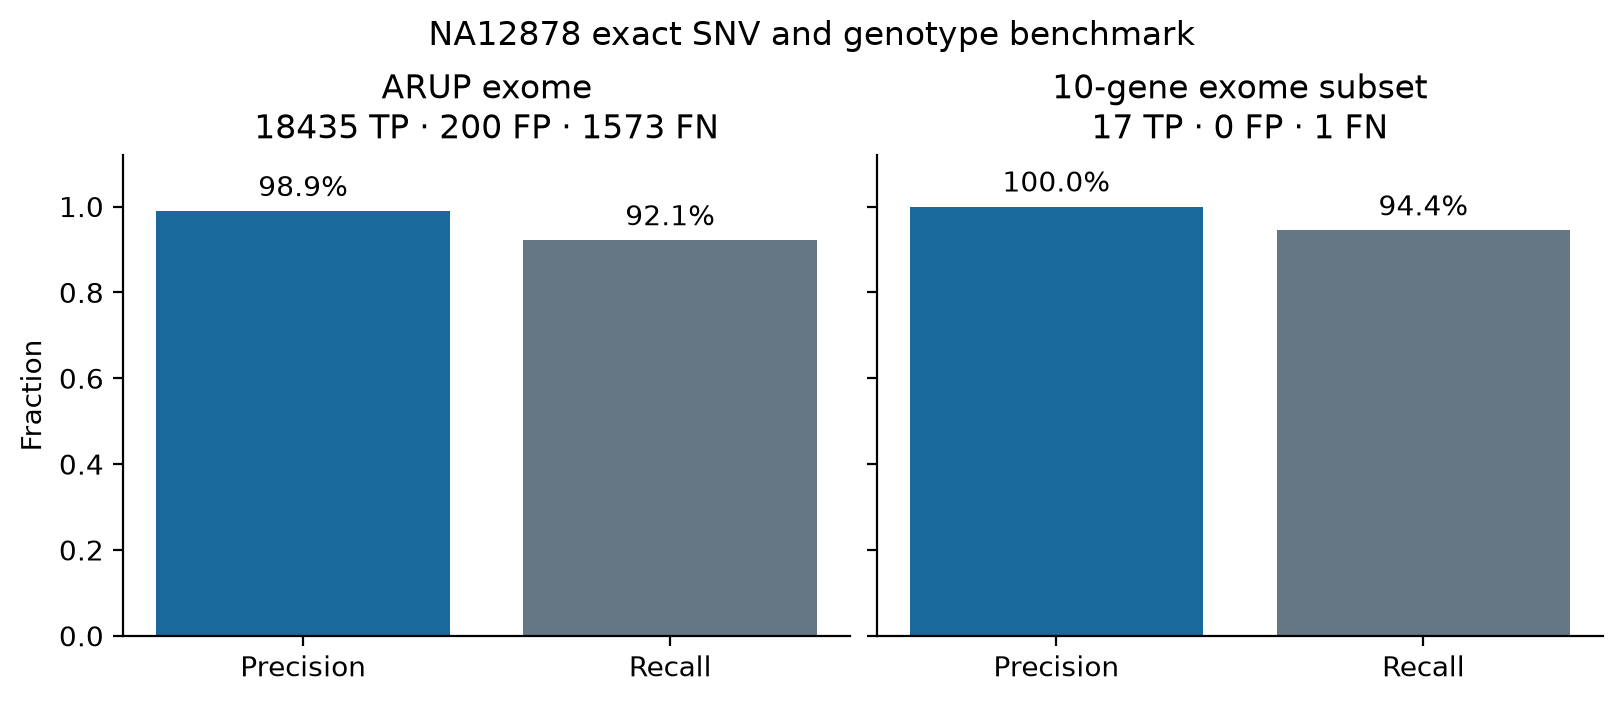 NA12878 exact SNV and genotype benchmark
ARUP exome
18435 TP · 200 FP · 1573 FN
98.9%
92.1%
1.0
0.8
0.6
0.4
0.2
0.0
Fraction
Precision
Recall
10-gene exome subset
17 TP · 0 FP · 1 FN
100.0%
94.4%
Precision
Recall